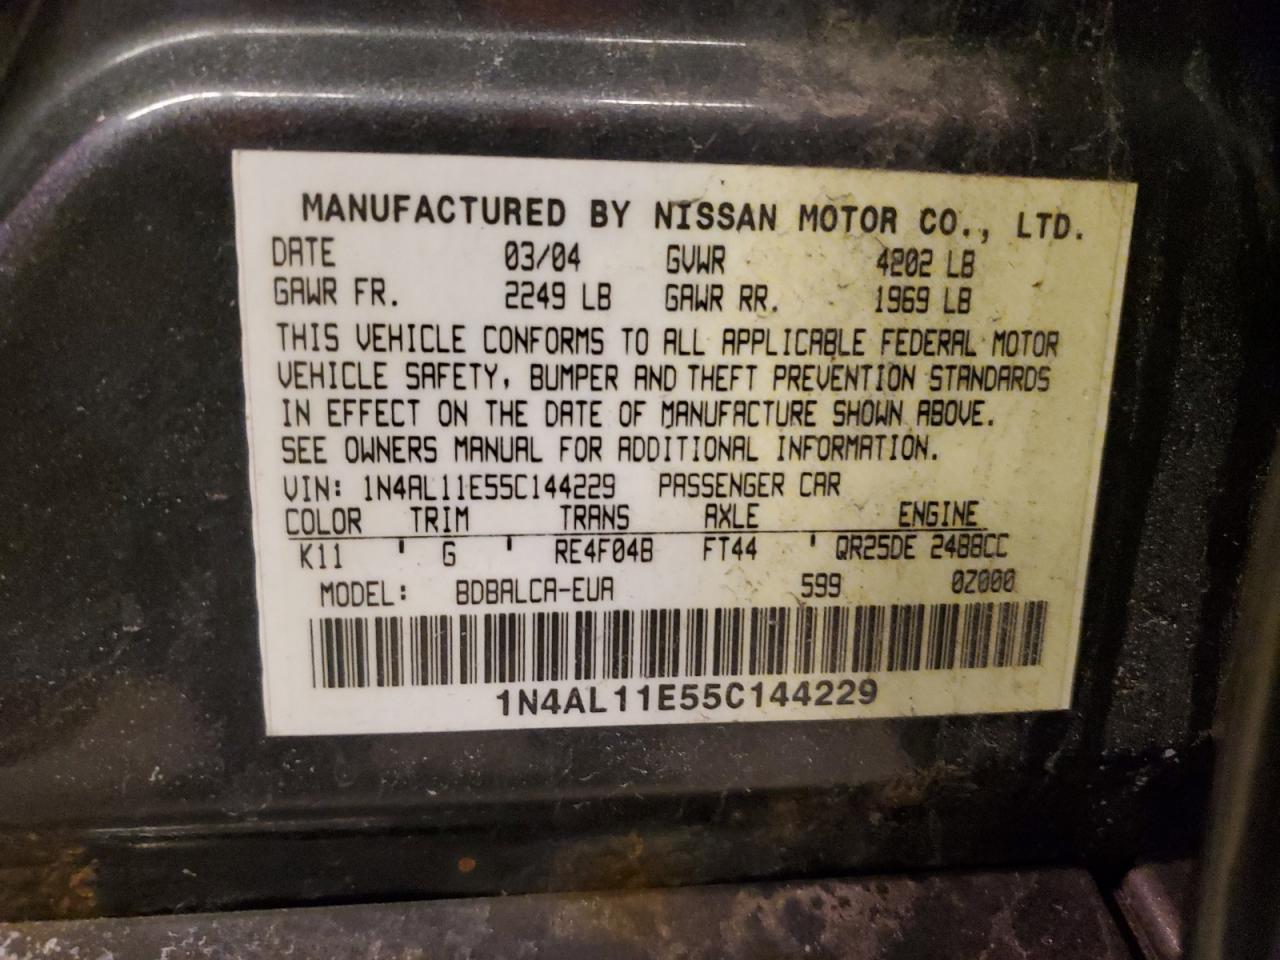 MANUFACTURED BY NISSAN MOTOR CO., LTD.
DATE 03/04 GVWR 4202 LB
GAWR FR. 2249 LB GAWR RR. 1969 LB
THIS VEHICLE CONFORMS TO ALL APPLICABLE FEDERAL MOTOR
VEHICLE SAFETY, BUMPER AND THEFT PREVENTION STANDARDS
IN EFFECT ON THE DATE OF MANUFACTURE SHOWN ABOVE.
SEE OWNERS MANUAL FOR ADDITIONAL INFORMATION.
VIN: 1N4AL11E55C144229 PASSENGER CAR
COLOR TRIM TRANS AXLE ENGINE
K11 ' G ' RE4F04B FT44 ' QR25DE 2488CC
MODEL: BDBALCA-EUA 599 0Z000
1N4AL11E55C144229